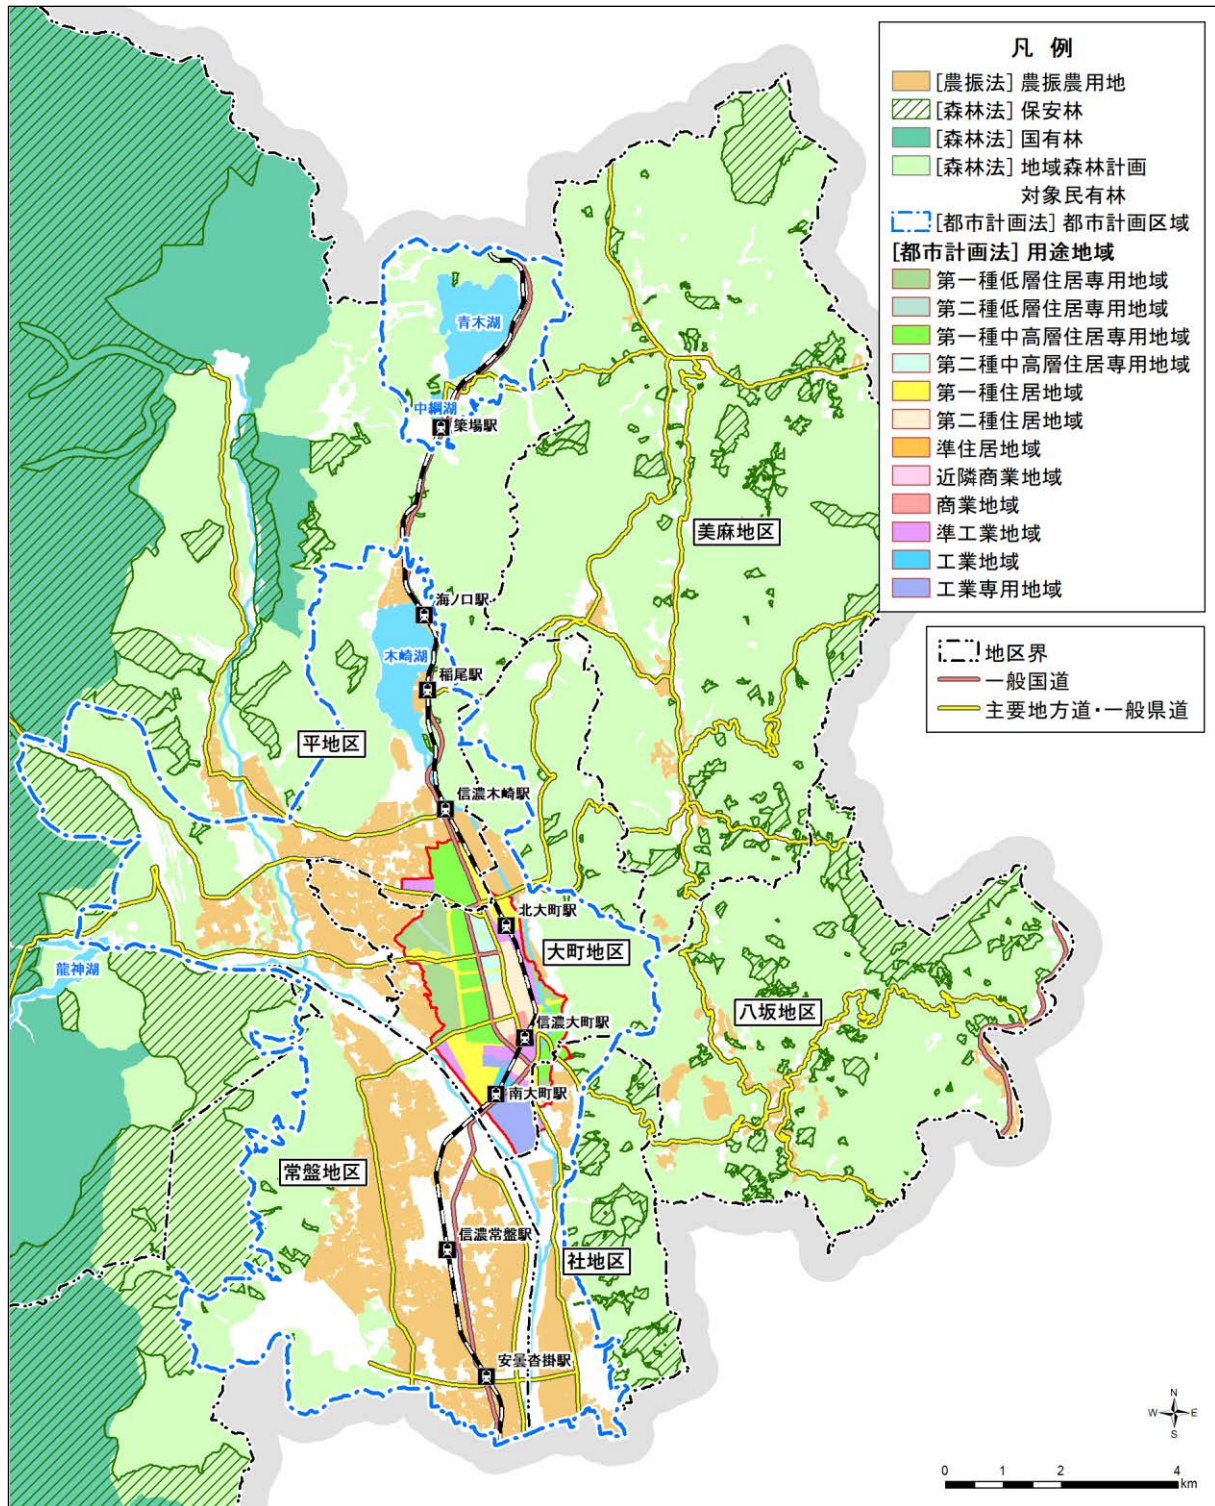 凡 例
[農振法] 農振農用地
[森林法] 保安林
[森林法] 国有林
[森林法] 地域森林計画
対象民有林
[都市計画法] 都市計画区域
[都市計画法] 用途地域
第一種低層住居専用地域
第二種低層住居専用地域
第一種中高層住居専用地域
第二種中高層住居専用地域
第一種住居地域
第二種住居地域
準住居地域
近隣商業地域
商業地域
準工業地域
工業地域
工業専用地域
地区界
一般国道
主要地方道・一般県道
青木湖
中綱湖
簗場駅
美麻地区
海ノ口駅
木崎湖
稲尾駅
平地区
信濃木崎駅
北大町駅
大町地区
龍神湖
八坂地区
信濃大町駅
南大町駅
常盤地区
信濃常盤駅
社地区
安曇沓掛駅
N
W E
S
0 1 2 4
km